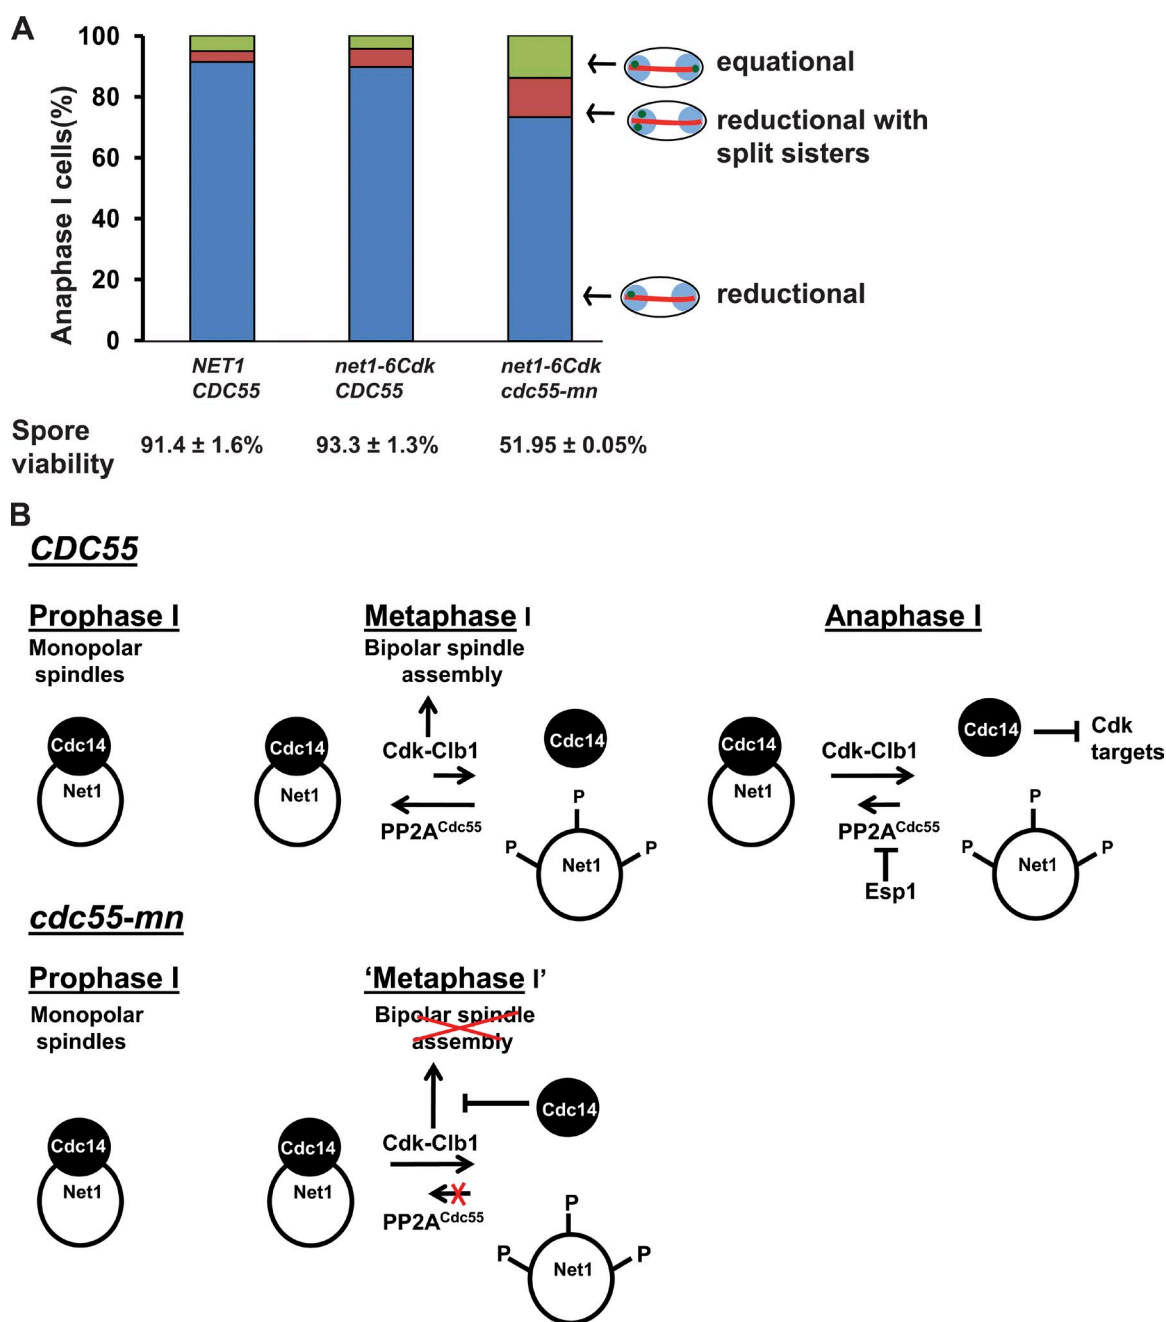 A
100
80
60
40
20
0
Anaphase I cells(%)
equational
reductional with
split sisters
reductional
NET1
CDC55
net1-6Cdk
CDC55
net1-6Cdk
cdc55-mn
Spore
viability
91.4 ± 1.6%
93.3 ± 1.3%
51.95 ± 0.05%
B
CDC55
Prophase I
Monopolar
spindles
Cdc14
Net1
Metaphase I
Bipolar spindle
assembly
Cdc14
Net1
Cdk-Clb1
PP2ACdc55
Cdc14
P
P
P
Net1
Anaphase I
Cdc14
Net1
Cdk-Clb1
PP2ACdc55
Esp1
Cdc14
Cdk
targets
P
P
P
Net1
cdc55-mn
Prophase I
Monopolar
spindles
Cdc14
Net1
‘Metaphase I’
Bipolar spindle
assembly
Cdc14
Net1
Cdk-Clb1
PP2ACdc55
Cdc14
P
P
P
Net1